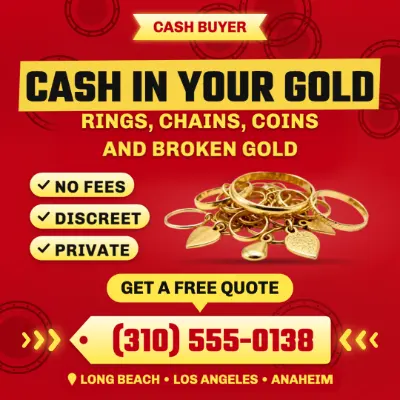 CASH BUYER
CASH IN YOUR GOLD
RINGS, CHAINS, COINS
AND BROKEN GOLD
✓ NO FEES
✓ DISCREET
✓ PRIVATE
GET A FREE QUOTE
(310) 555-0138
LONG BEACH • LOS ANGELES • ANAHEIM